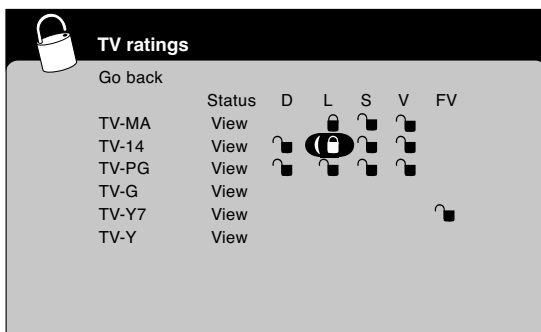 TV ratings
Go back
Status D L S V FV
TV-MA View
TV-14 View
TV-PG View
TV-G View
TV-Y7 View
TV-Y View